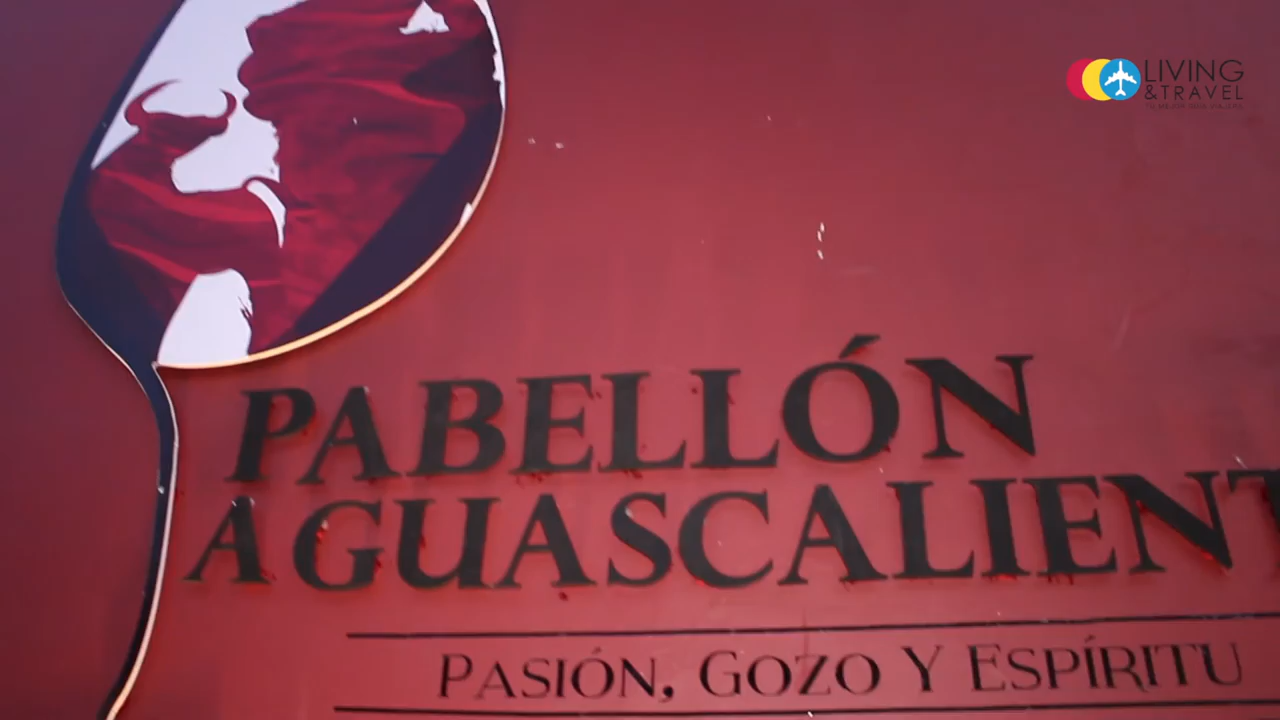 LIVING
&TRAVEL
PABELLÓN
AGUASCALIENT
PASIÓN, GOZO Y ESPÍRITU